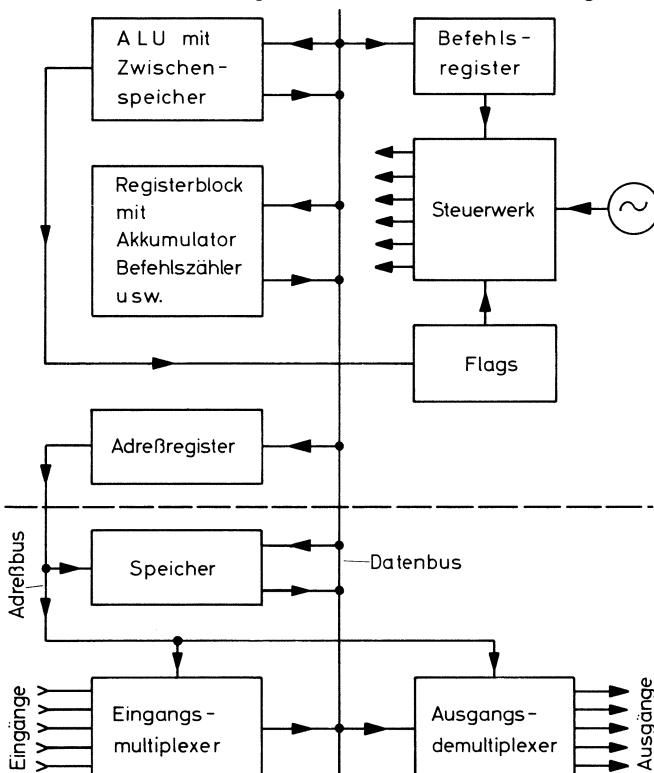 ALU mit
Zwischen-
speicher
Befehls-
register
Registerblock
mit
Akkumulator
Befehlszähler
usw.
Steuerwerk
Flags
Adreßregister
Adreßbus
Speicher
Datenbus
Eingänge
Eingangs-
multiplexer
Ausgangs-
demultiplexer
Ausgänge